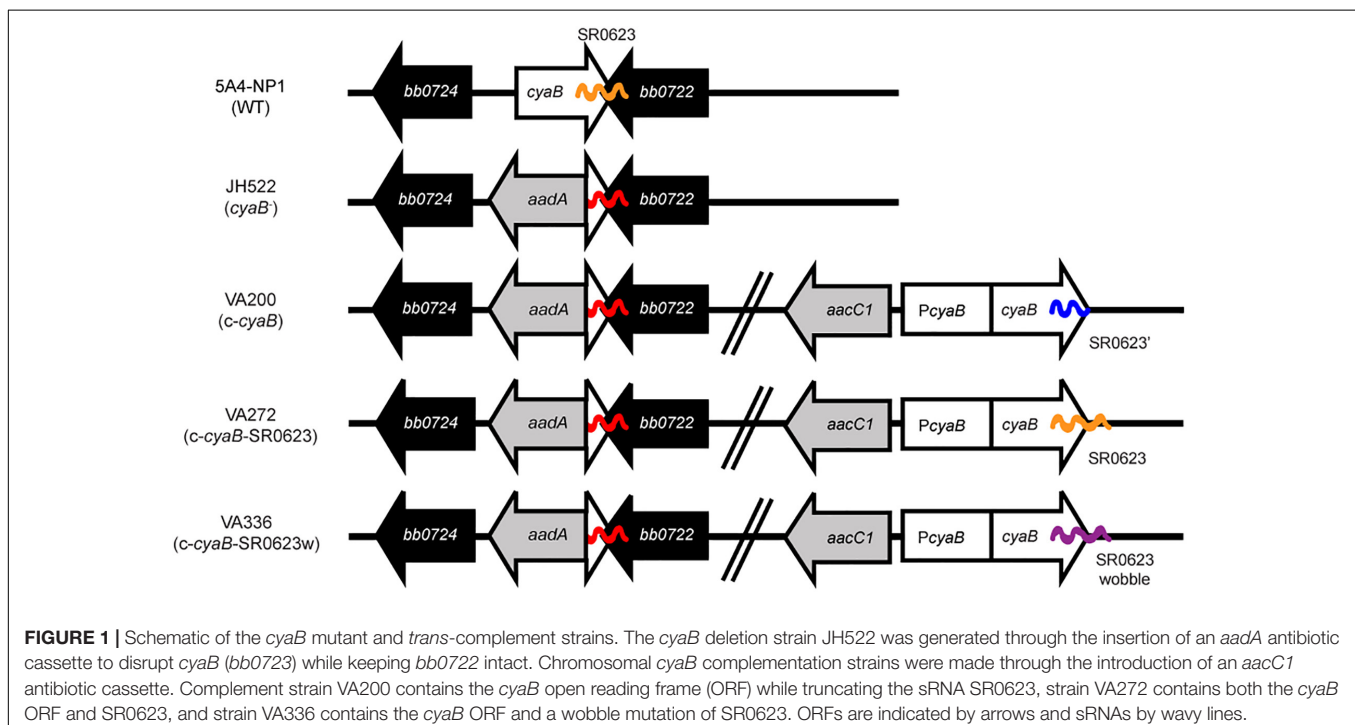 SR0623
5A4-NP1
(WT)
bb0724
cyaB
bb0722
JH522
(cyaB-)
bb0724
aadA
bb0722
VA200
(c-cyaB)
bb0724
aadA
bb0722
aacC1
PcyaB
cyaB
SR0623'
VA272
(c-cyaB-SR0623)
bb0724
aadA
bb0722
aacC1
PcyaB
cyaB
SR0623
VA336
(c-cyaB-SR0623w)
bb0724
aadA
bb0722
aacC1
PcyaB
cyaB
SR0623
wobble
FIGURE 1 | Schematic of the cyaB mutant and trans-complement strains. The cyaB deletion strain JH522 was generated through the insertion of an aadA antibiotic
cassette to disrupt cyaB (bb0723) while keeping bb0722 intact. Chromosomal cyaB complementation strains were made through the introduction of an aacC1
antibiotic cassette. Complement strain VA200 contains the cyaB open reading frame (ORF) while truncating the sRNA SR0623, strain VA272 contains both the cyaB
ORF and SR0623, and strain VA336 contains the cyaB ORF and a wobble mutation of SR0623. ORFs are indicated by arrows and sRNAs by wavy lines.